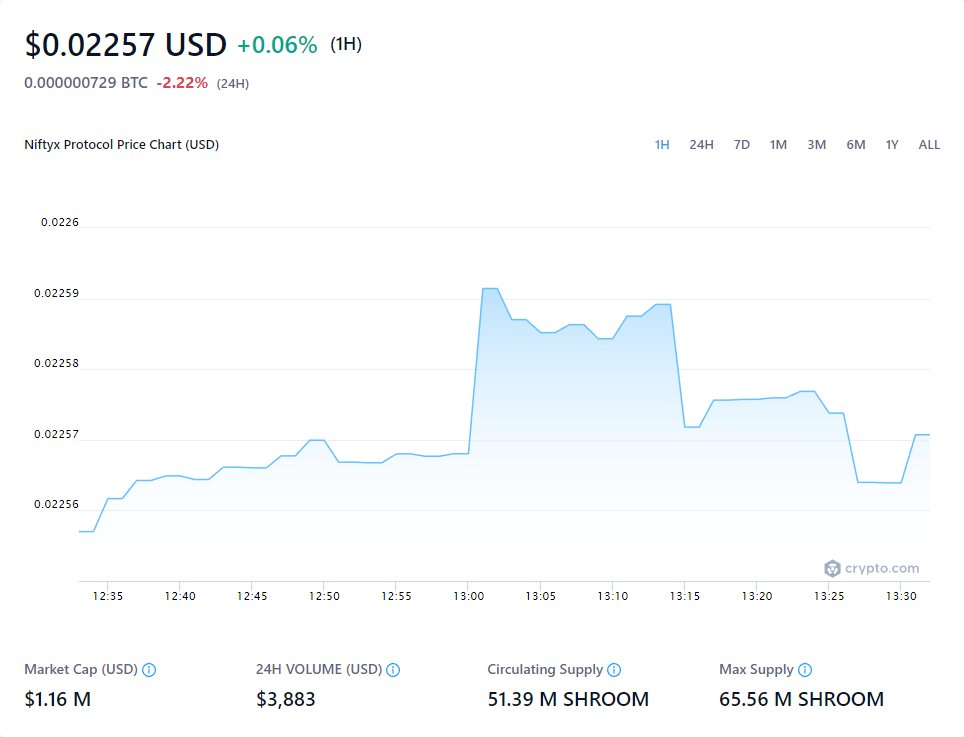 $0.02257 USD +0.06% (1H)
0.000000729 BTC -2.22% (24H)
Niftyx Protocol Price Chart (USD) 1H 24H 7D 1M 3M 6M 1Y ALL
0.0226
0.02259
0.02258
0.02257
0.02256
crypto.com
12:35 12:40 12:45 12:50 12:55 13:00 13:05 13:10 13:15 13:20 13:25 13:30
Market Cap (USD) 24H VOLUME (USD) Circulating Supply Max Supply
$1.16 M $3,883 51.39 M SHROOM 65.56 M SHROOM